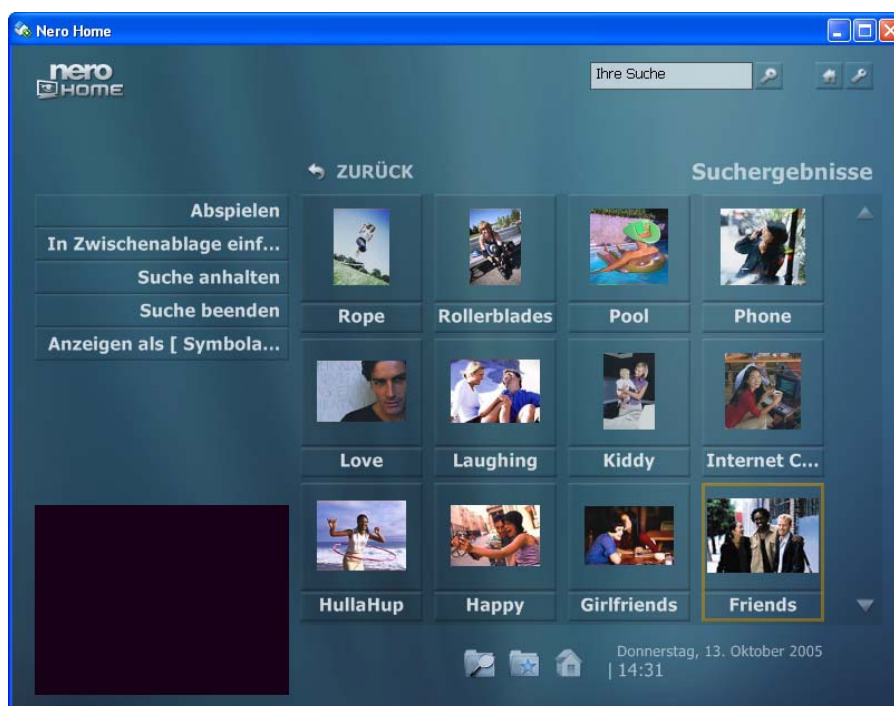 Nero Home
nero
HOME
Ihre Suche
ZURÜCK
Suchergebnisse
Abspielen
In Zwischenablage einf...
Suche anhalten
Suche beenden
Anzeigen als [ Symbola...
Rope
Rollerblades
Pool
Phone
Love
Laughing
Kiddy
Internet C...
HullaHup
Happy
Girlfriends
Friends
Donnerstag, 13. Oktober 2005
| 14:31